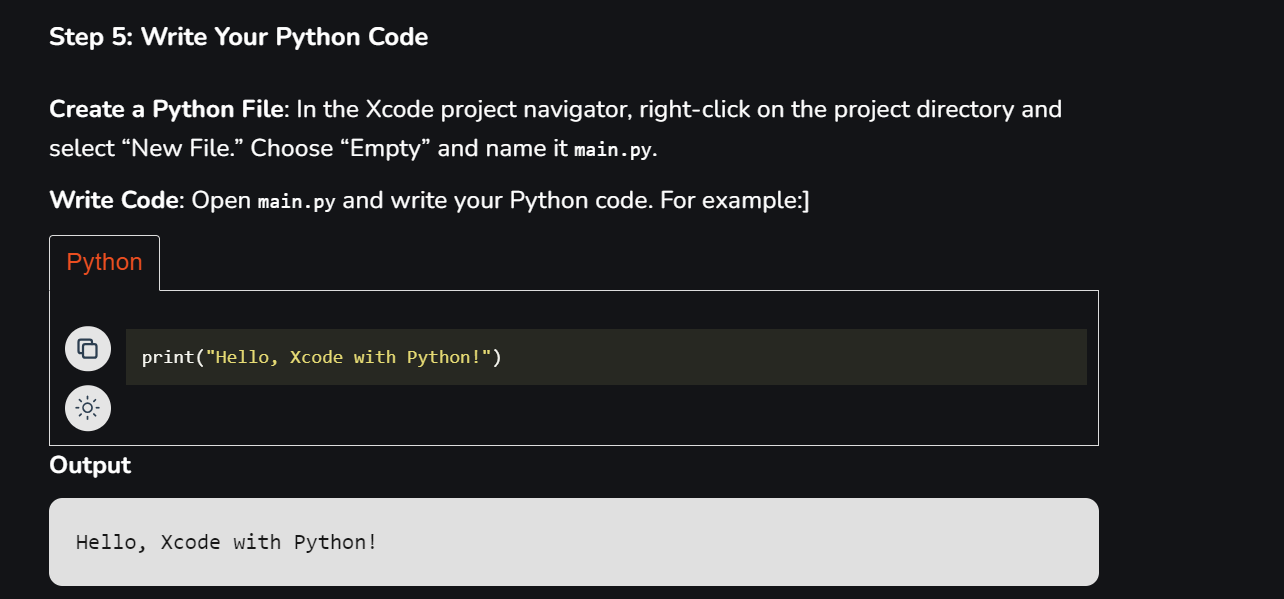 Step 5: Write Your Python Code
Create a Python File: In the Xcode project navigator, right-click on the project directory and
select “New File.” Choose “Empty” and name it main.py.
Write Code: Open main.py and write your Python code. For example:]
Python
print("Hello, Xcode with Python!")
Output
Hello, Xcode with Python!